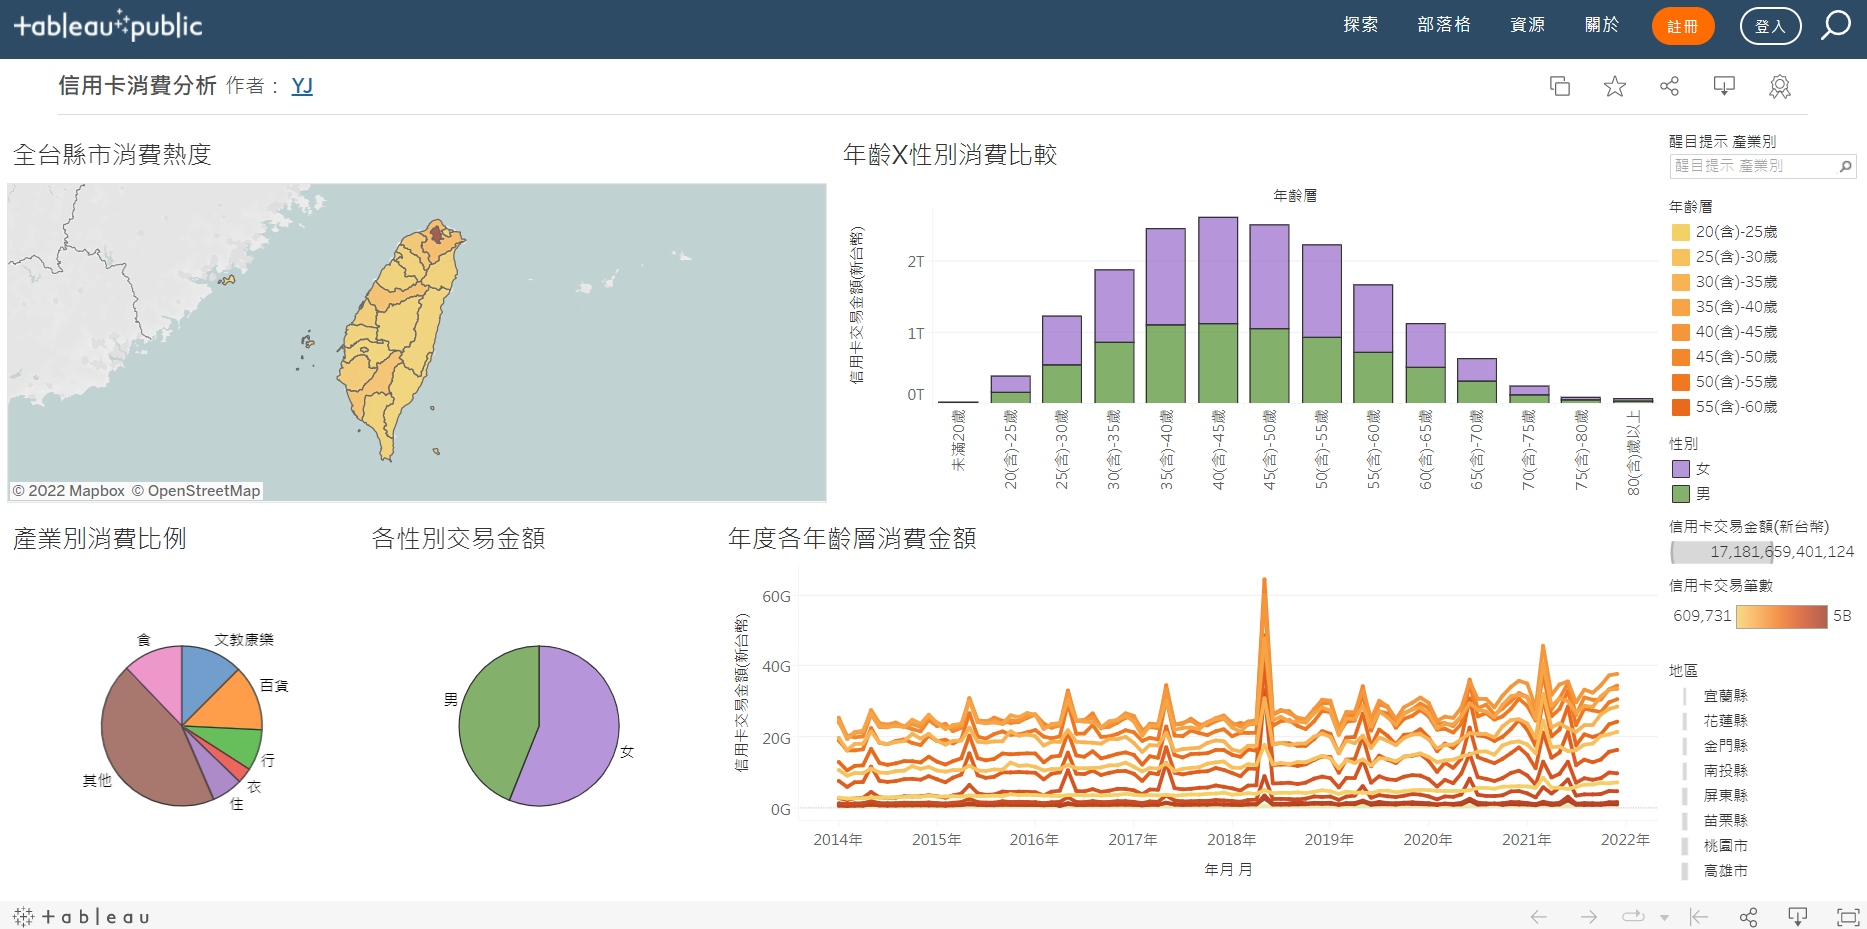 +ableau public
探索 部落格 資源 關於 註冊 登入
信用卡消費分析 作者： YJ
全台縣市消費熱度
© 2022 Mapbox © OpenStreetMap
年齡X性別消費比較
年齡層
信用卡交易金額(新台幣)
2T
1T
0T
未滿20歲
20(含)-25歲
25(含)-30歲
30(含)-35歲
35(含)-40歲
40(含)-45歲
45(含)-50歲
50(含)-55歲
55(含)-60歲
60(含)-65歲
65(含)-70歲
70(含)-75歲
75(含)-80歲
80(含)歲以上
醒目提示 產業別
醒目提示 產業別
年齡層
20(含)-25歲
25(含)-30歲
30(含)-35歲
35(含)-40歲
40(含)-45歲
45(含)-50歲
50(含)-55歲
55(含)-60歲
性別
女
男
信用卡交易金額(新台幣)
17,181,659,401,124
信用卡交易筆數
609,731 5B
地區
宜蘭縣
花蓮縣
金門縣
南投縣
屏東縣
苗栗縣
桃園市
高雄市
產業別消費比例
食
文教康樂
百貨
行
衣
住
其他
各性別交易金額
男
女
年度各年齡層消費金額
信用卡交易金額(新台幣)
60G
40G
20G
0G
2014年 2015年 2016年 2017年 2018年 2019年 2020年 2021年 2022年
年月 月
+ableau